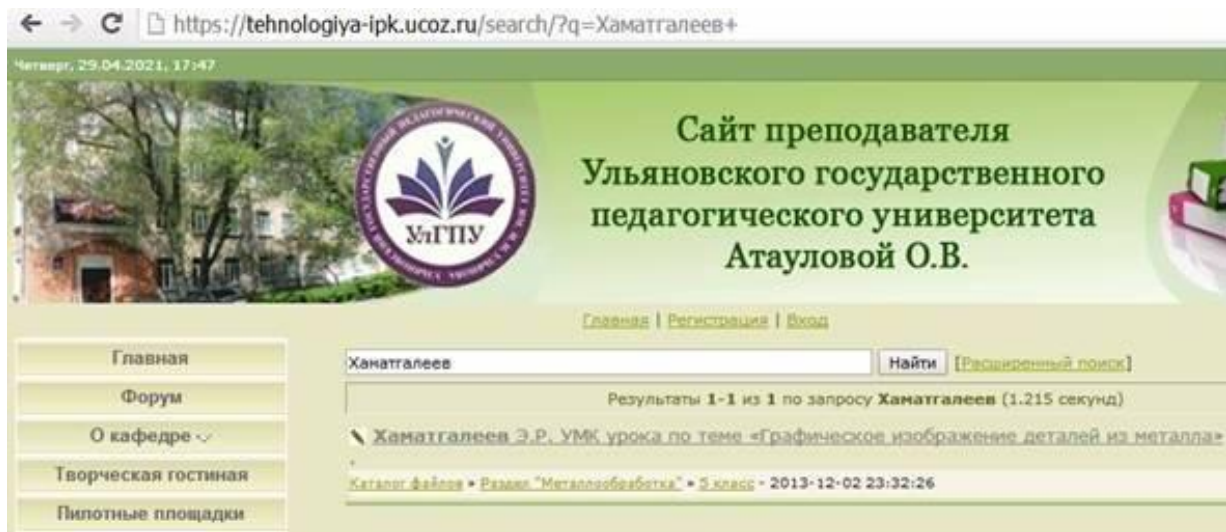 https://tehnologiya-ipk.ucoz.ru/search/?q=Хаматгалеев+
Четверг, 29.04.2021, 17:47
УлГПУ
Сайт преподавателя
Ульяновского государственного
педагогического университета
Атауловой О.В.
Главная | Регистрация | Вход
Главная
Форум
О кафедре
Творческая гостиная
Пилотные площадки
Хаматгалеев Найти [Расширенный поиск]
Результаты 1-1 из 1 по запросу Хаматгалеев (1.215 секунд)
Хаматгалеев Э.Р. УМК урока по теме «Графическое изображение деталей из металла»
.
Каталог файлов » Раздел "Металлообработка" » 5 класс - 2013-12-02 23:32:26